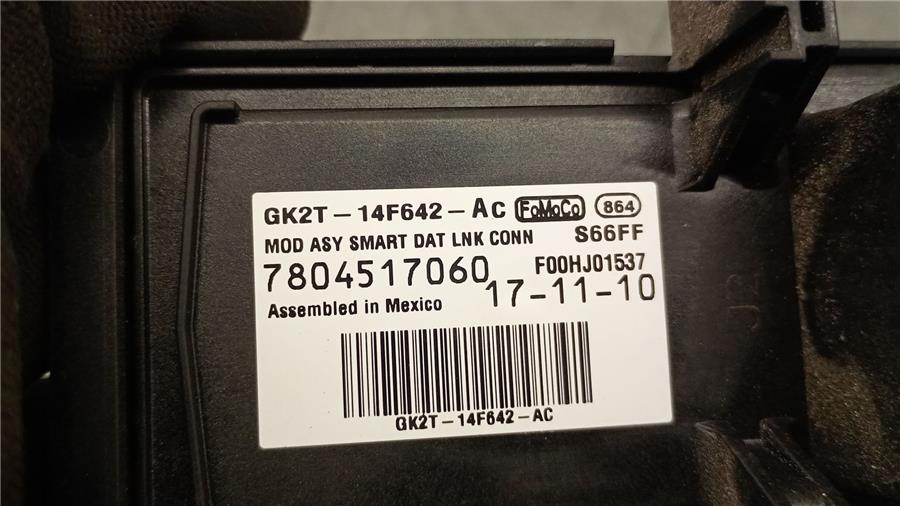 GK2T-14F642-Ac FoMoCo 864
MOD ASY SMART DAT LNK CONN S66FF
7804517060 F00HJ01537
Assembled in Mexico 17-11-10
GK2T-14F642-AC